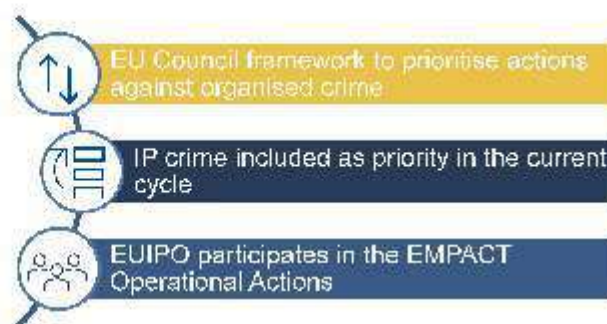 EU Council framework to prioritise actions
against organised crime
IP crime included as priority in the current
cycle
EUIPO participates in the EMPACT
Operational Actions